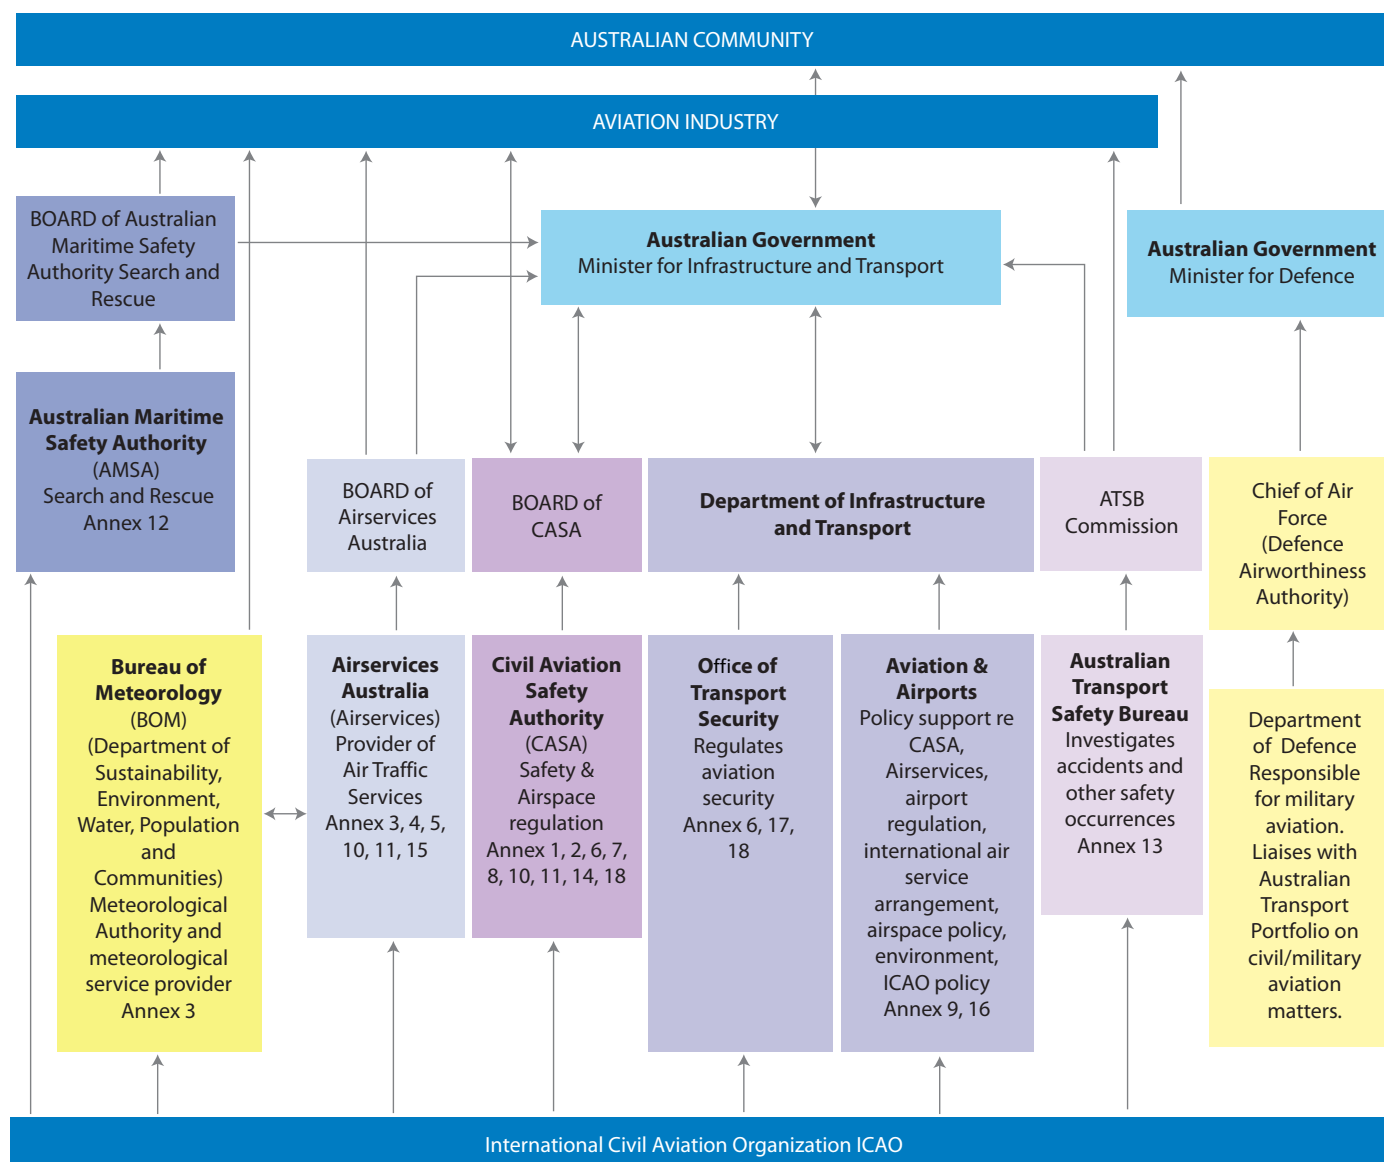 AUSTRALIAN COMMUNITY
AVIATION INDUSTRY
BOARD of Australian
Maritime Safety
Authority Search and
Rescue
Australian Government
Minister for Infrastructure and Transport
Australian Government
Minister for Defence
Australian Maritime
Safety Authority
(AMSA)
Search and Rescue
Annex 12
BOARD of
Airservices
Australia
BOARD of
CASA
Department of Infrastructure
and Transport
ATSB
Commission
Chief of Air
Force
(Defence
Airworthiness
Authority)
Bureau of
Meteorology
(BOM)
(Department of
Sustainability,
Environment,
Water, Population
and
Communities)
Meteorological
Authority and
meteorological
service provider
Annex 3
Airservices
Australia
(Airservices)
Provider of
Air Traffic
Services
Annex 3, 4, 5,
10, 11, 15
Civil Aviation
Safety
Authority
(CASA)
Safety &
Airspace
regulation
Annex 1, 2, 6, 7,
8, 10, 11, 14, 18
Office of
Transport
Security
Regulates
aviation
security
Annex 6, 17,
18
Aviation &
Airports
Policy support re
CASA,
Airservices,
airport
regulation,
international air
service
arrangement,
airspace policy,
environment,
ICAO policy
Annex 9, 16
Australian
Transport
Safety Bureau
Investigates
accidents and
other safety
occurrences
Annex 13
Department
of Defence
Responsible
for military
aviation.
Liaises with
Australian
Transport
Portfolio on
civil/military
aviation
matters.
International Civil Aviation Organization ICAO